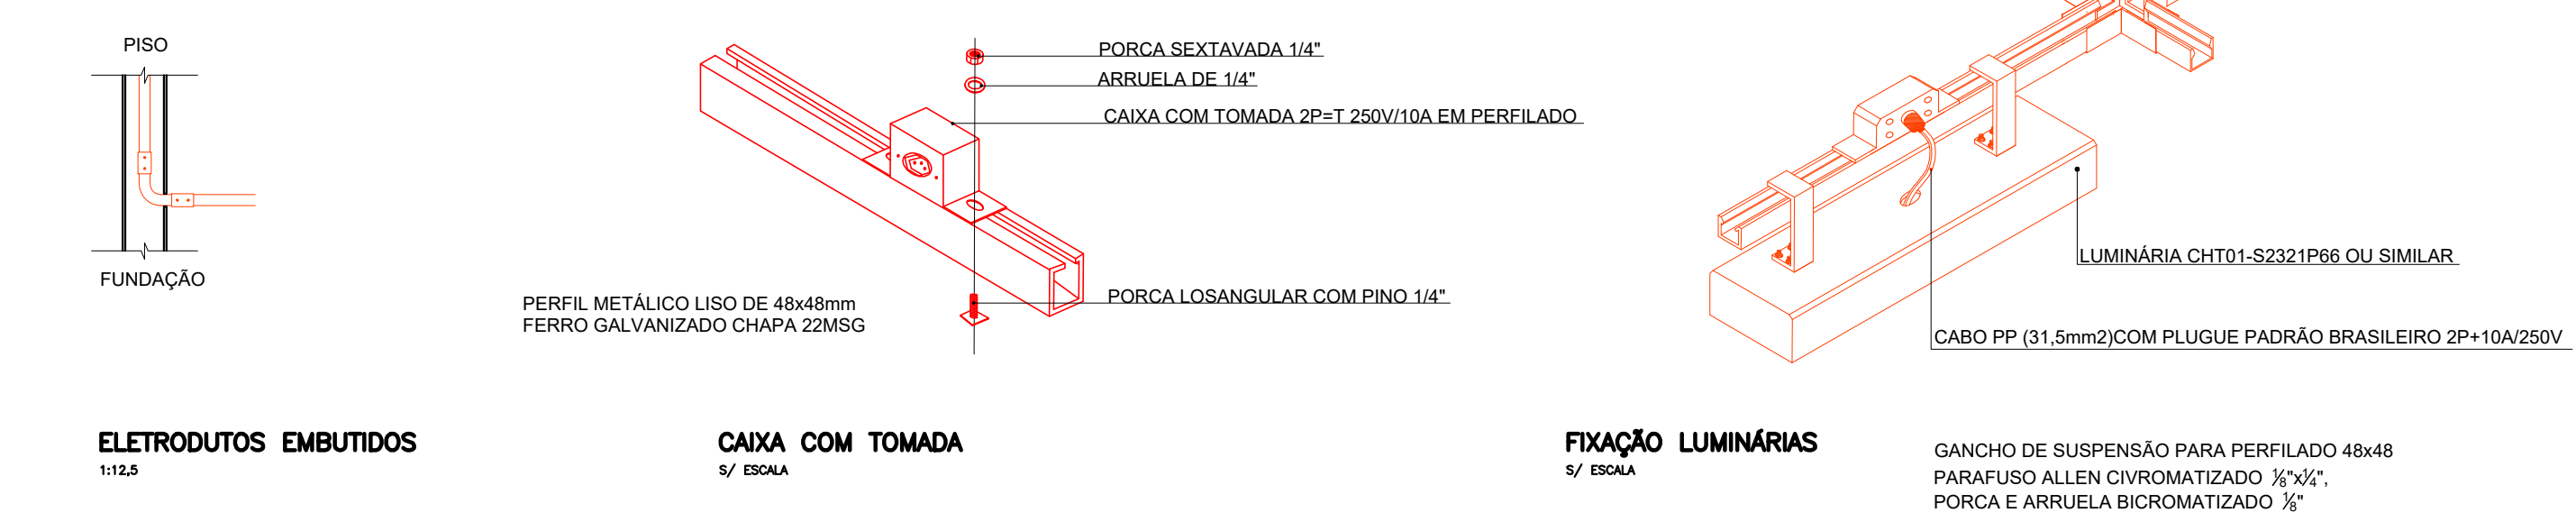 PISO
FUNDAÇÃO
ELETRODUTOS EMBUTIDOS
1:12,5
PORCA SEXTAVADA 1/4"
ARRUELA DE 1/4"
CAIXA COM TOMADA 2P=T 250V/10A EM PERFILADO
PORCA LOSANGULAR COM PINO 1/4"
PERFIL METÁLICO LISO DE 48x48mm
FERRO GALVANIZADO CHAPA 22MSG
CAIXA COM TOMADA
S/ ESCALA
LUMINÁRIA CHT01-S2321P66 OU SIMILAR
CABO PP (31,5mm2)COM PLUGUE PADRÃO BRASILEIRO 2P+10A/250V
FIXAÇÃO LUMINÁRIAS
S/ ESCALA
GANCHO DE SUSPENSÃO PARA PERFILADO 48x48
PARAFUSO ALLEN CIVROMATIZADO ⅛"x¼",
PORCA E ARRUELA BICROMATIZADO ⅛"